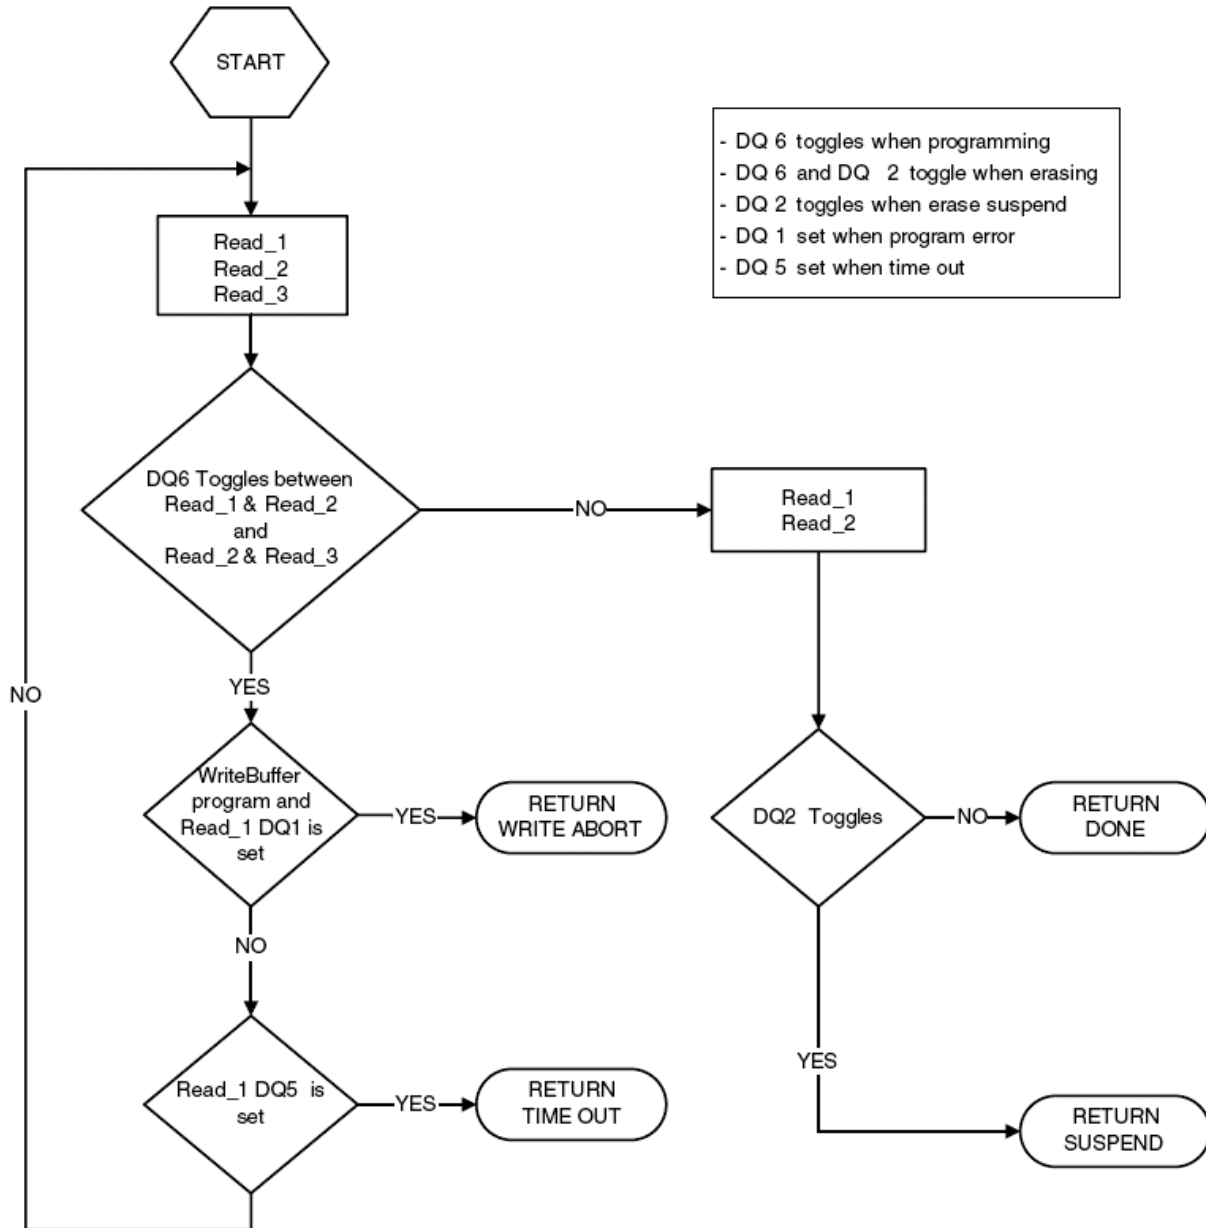 START
- DQ 6 toggles when programming
- DQ 6 and DQ 2 toggle when erasing
- DQ 2 toggles when erase suspend
- DQ 1 set when program error
- DQ 5 set when time out
Read_1
Read_2
Read_3
DQ6 Toggles between
Read_1 & Read_2
and
Read_2 & Read_3
NO
Read_1
Read_2
YES
NO
WriteBuffer
program and
Read_1 DQ1 is
set
YES
RETURN
WRITE ABORT
DQ2 Toggles
NO
RETURN
DONE
NO
YES
Read_1 DQ5 is
set
YES
RETURN
TIME OUT
RETURN
SUSPEND